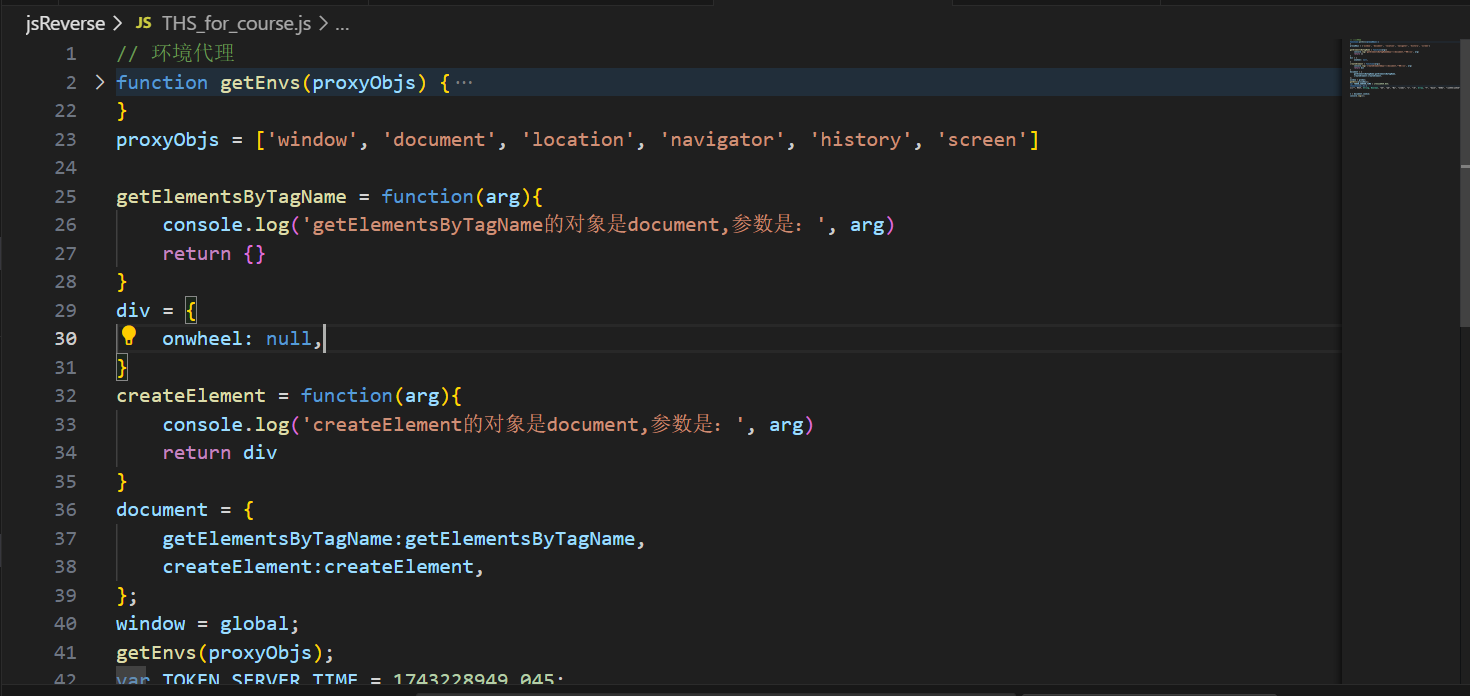 jsReverse > JS THS_for_course.js > ...
1 // 环境代理
2 > function getEnvs(proxyObjs) { ···
22 }
23 proxyObjs = ['window', 'document', 'location', 'navigator', 'history', 'screen']
24
25 getElementsByTagName = function(arg){
26     console.log('getElementsByTagName的对象是document,参数是：', arg)
27     return {}
28 }
29 div = {
30     onwheel: null,
31 }
32 createElement = function(arg){
33     console.log('createElement的对象是document,参数是：', arg)
34     return div
35 }
36 document = {
37     getElementsByTagName:getElementsByTagName,
38     createElement:createElement,
39 };
40 window = global;
41 getEnvs(proxyObjs);
42 var TOKEN_SERVER_TIME = 1743228949.045;